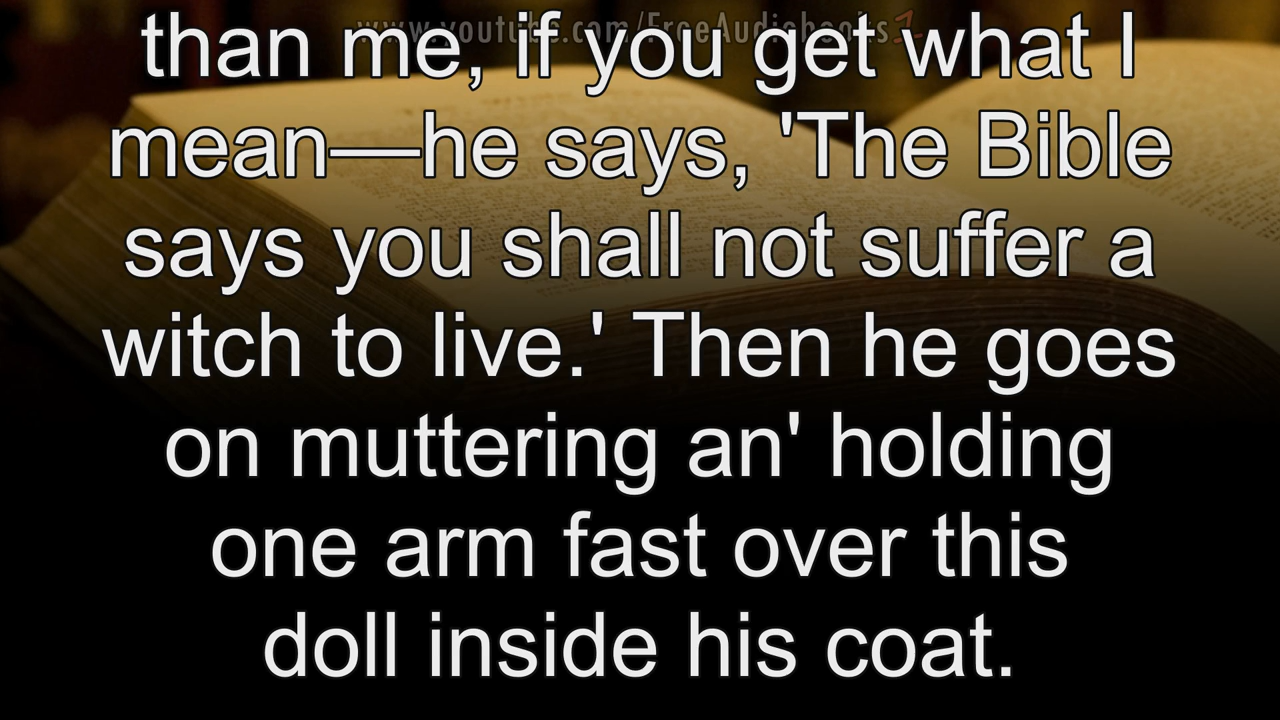 www.youtube.com/FreeAudiobooks1
than me, if you get what I
mean—he says, 'The Bible
says you shall not suffer a
witch to live.' Then he goes
on muttering an' holding
one arm fast over this
doll inside his coat.